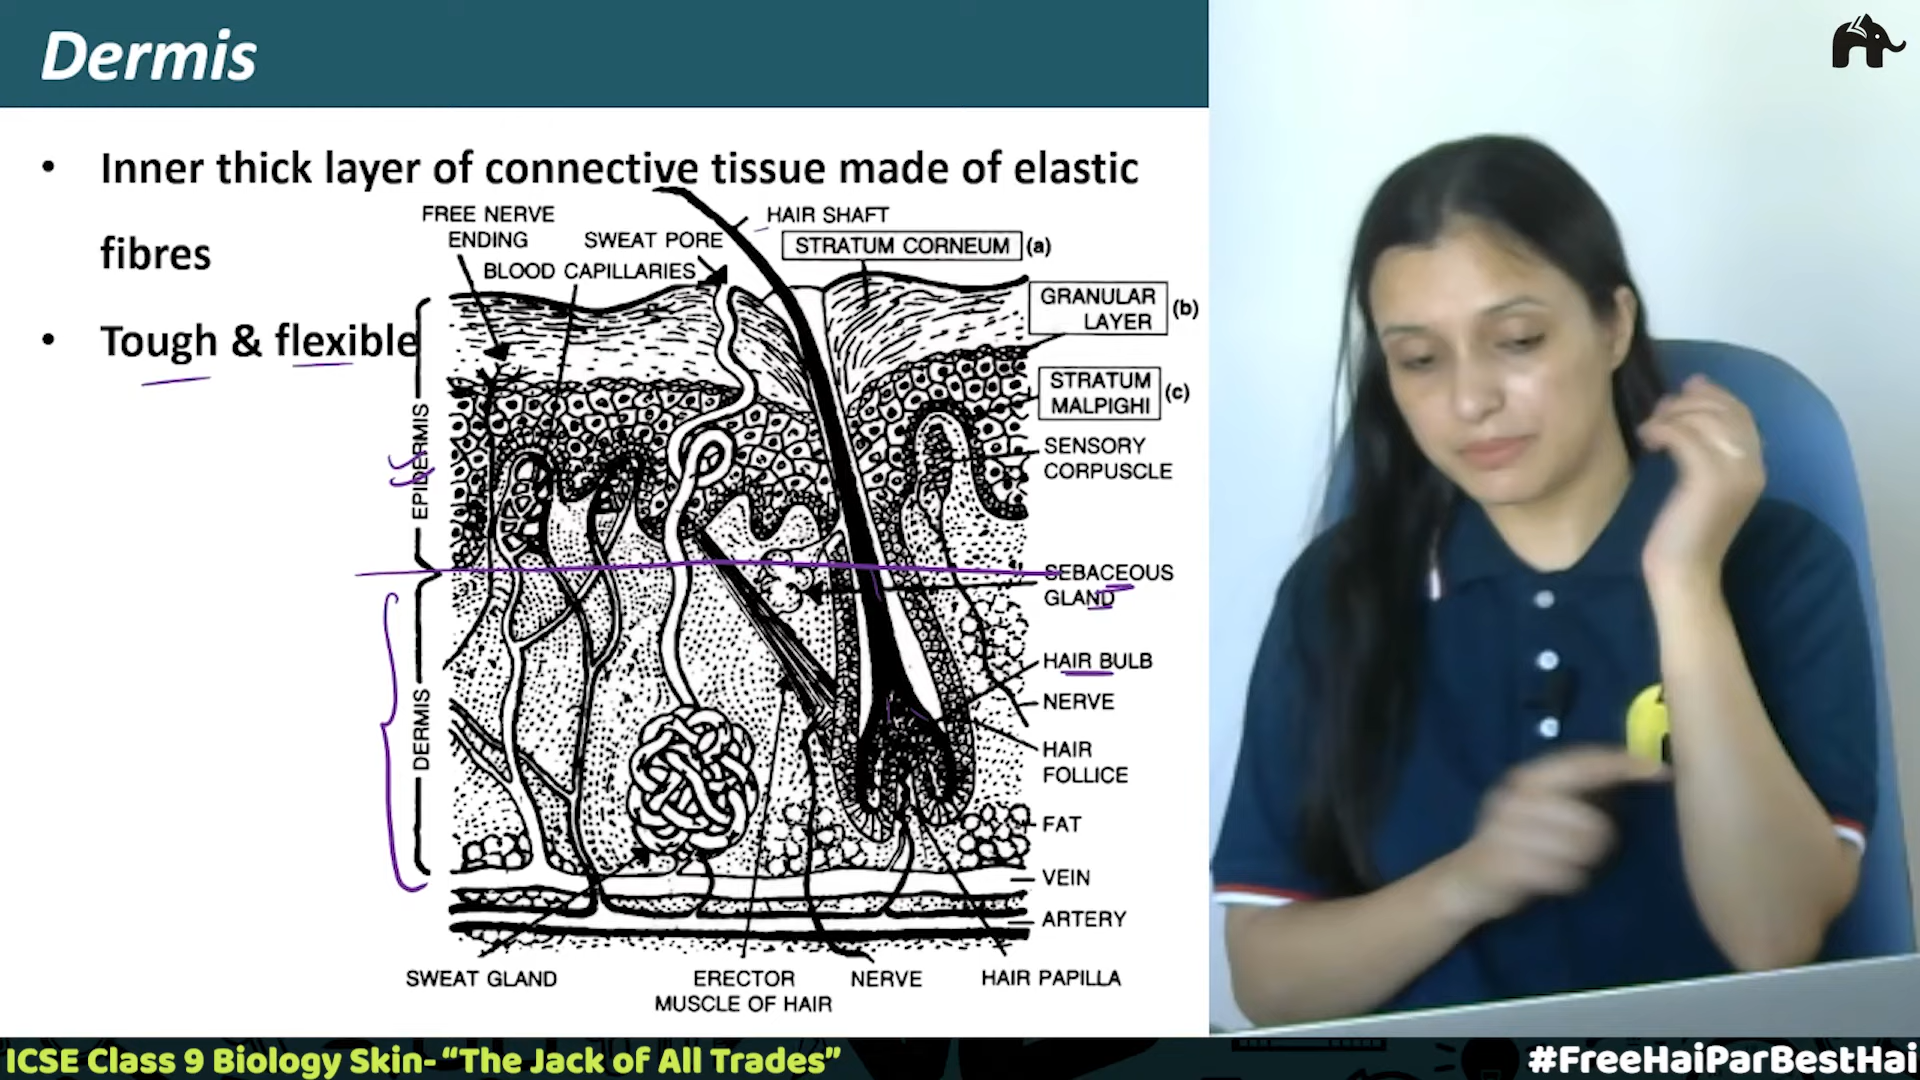 Dermis
• Inner thick layer of connective tissue made of elastic
fibres
• Tough & flexible
FREE NERVE
ENDING
SWEAT PORE
BLOOD CAPILLARIES
HAIR SHAFT
STRATUM CORNEUM (a)
GRANULAR
LAYER (b)
STRATUM
MALPIGHI (c)
SENSORY
CORPUSCLE
SEBACEOUS
GLAND
HAIR BULB
NERVE
HAIR
FOLLICE
FAT
VEIN
ARTERY
EPIDERMIS
DERMIS
SWEAT GLAND
ERECTOR
MUSCLE OF HAIR
NERVE
HAIR PAPILLA
ICSE Class 9 Biology Skin- “The Jack of All Trades”
#FreeHaiParBestHai